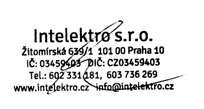 Intelektro s.r.o.
Žitomírská 639/1 101 00 Praha 10
IČ: 03459403 DIČ: CZ03459403
Tel.: 602 331 181, 603 736 269
www.intelektro.cz info@intelektro.cz